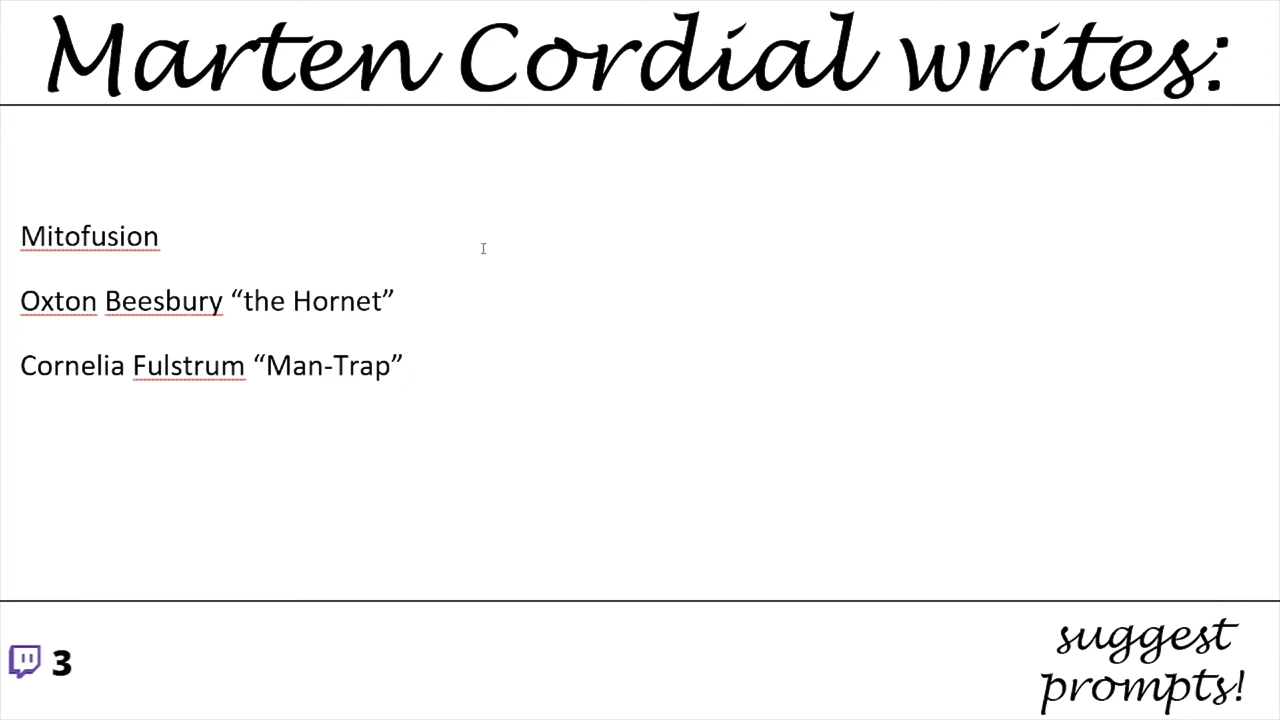 Marten Cordial writes:
Mitofusion
Oxton Beesbury “the Hornet”
Cornelia Fulstrum “Man-Trap”
3
suggest
prompts!